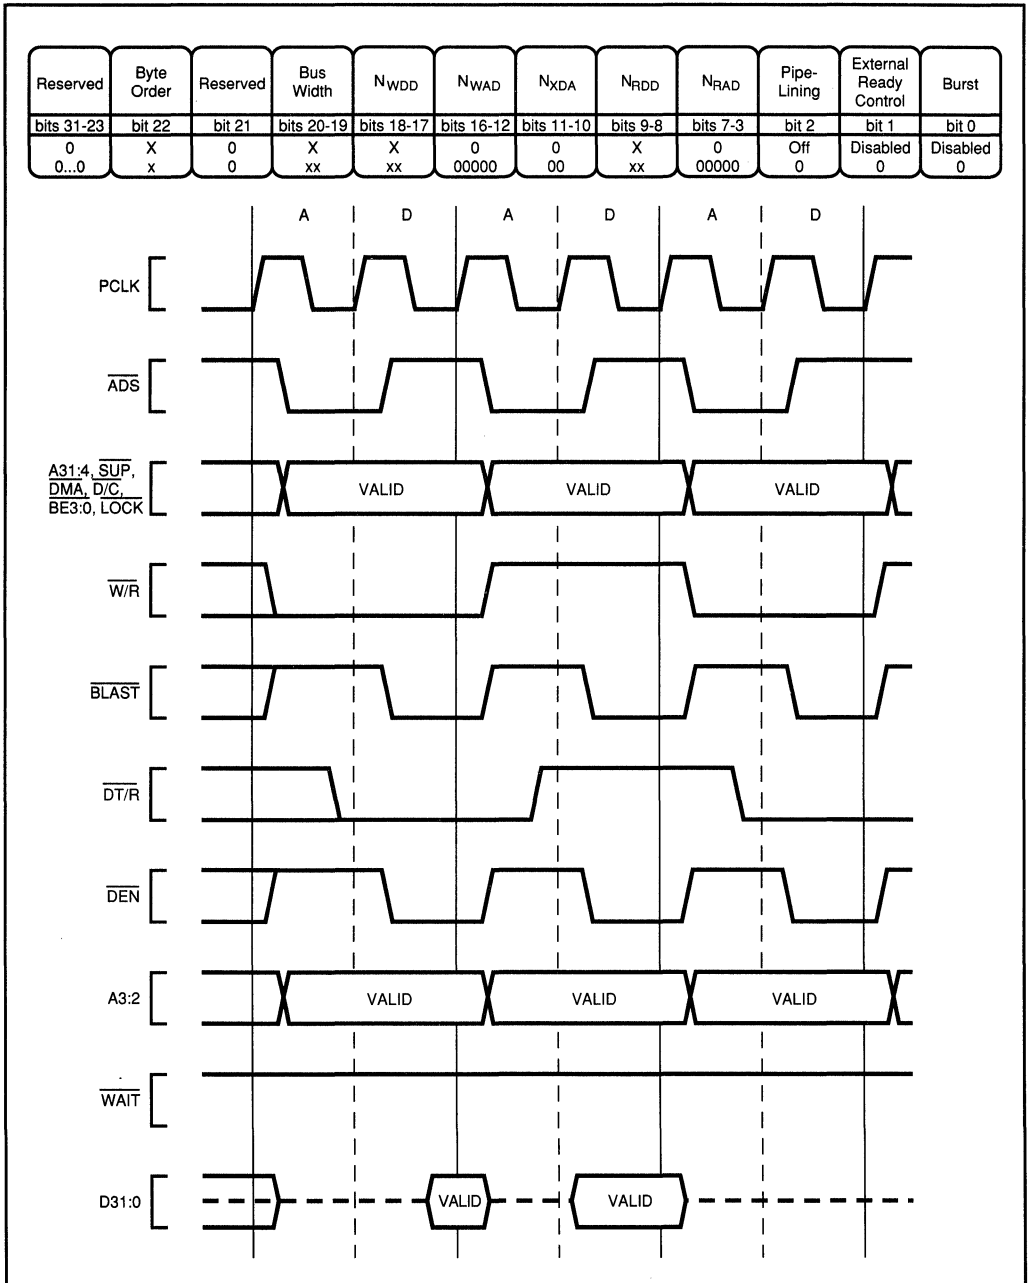 Reserved
Byte Order
Reserved
Bus Width
NWDD
NWAD
NXDA
NRDD
NRAD
Pipe-Lining
External Ready Control
Burst
bits 31-23 bit 22 bit 21 bits 20-19 bits 18-17 bits 16-12 bits 11-10 bits 9-8 bits 7-3 bit 2 bit 1 bit 0
0 X 0 X X 0 0 X 0 Off Disabled Disabled
0...0 x 0 xx xx 00000 00 xx 00000 0 0 0
A D A D A D
PCLK
ADS
A31:4, SUP,
DMA, D/C,
BE3:0, LOCK
VALID VALID VALID
W/R
BLAST
DT/R
DEN
A3:2 VALID VALID VALID
WAIT
D31:0 VALID VALID